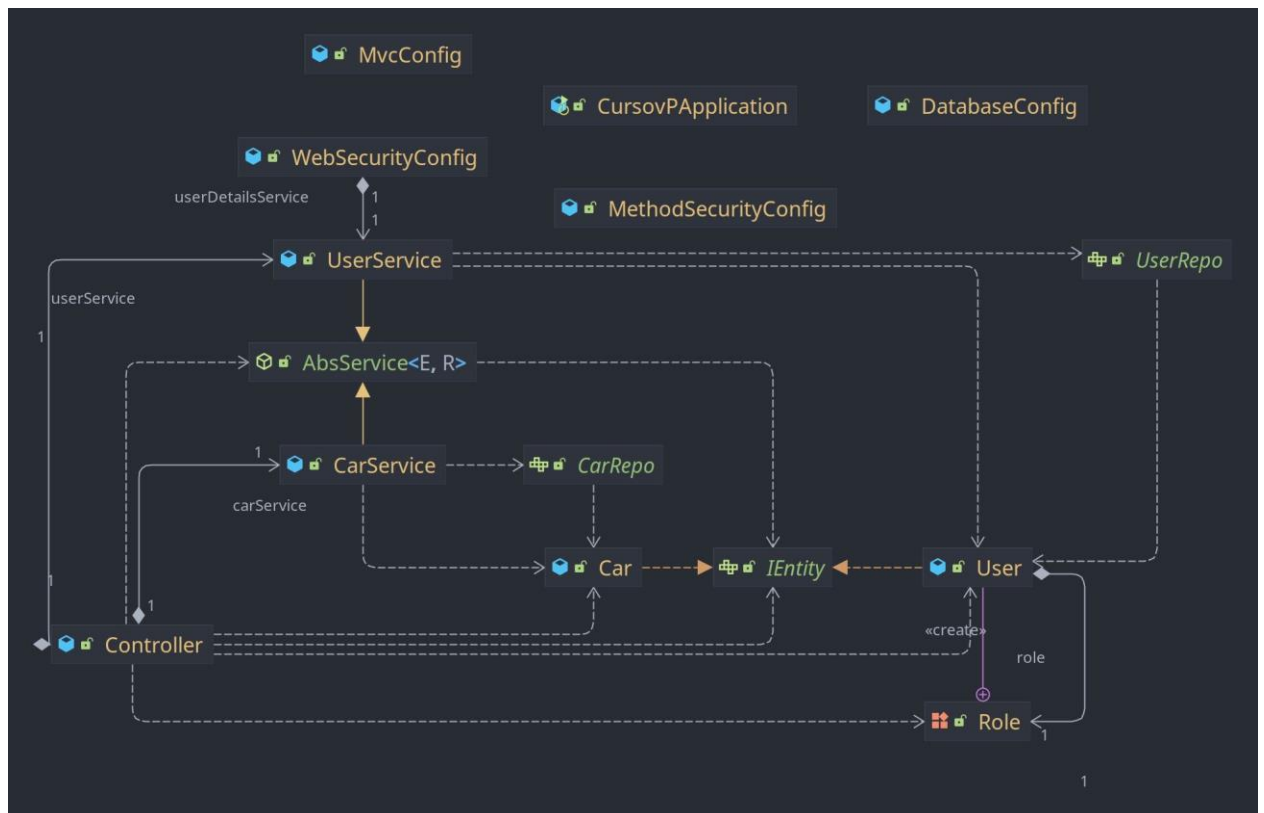 MvcConfig
CursovPApplication
DatabaseConfig
WebSecurityConfig
userDetailsService
1
1
MethodSecurityConfig
UserService
UserRepo
userService
1
AbsService<E, R>
1
CarService
CarRepo
carService
Car
IEntity
User
1
1
Controller
«create»
role
Role
1
1